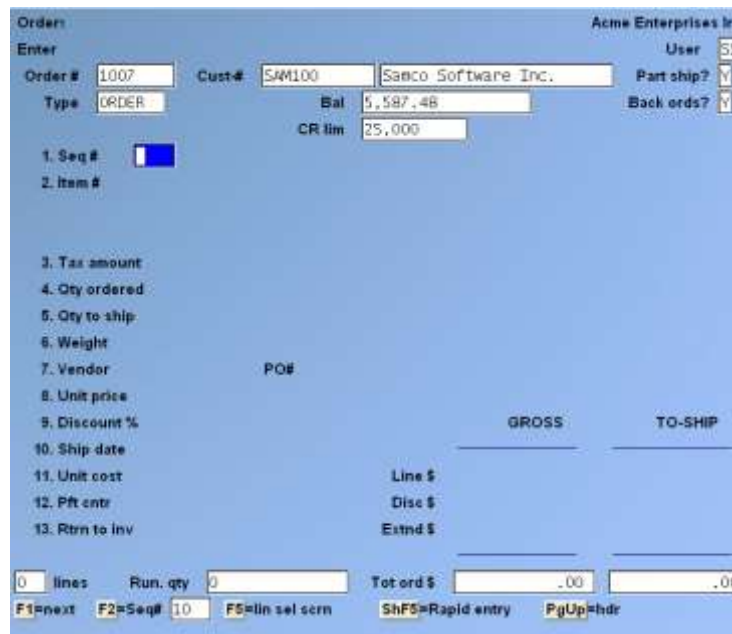 Orders Acme Enterprises In
Enter User
Order # 1007 Cust-# SAM100 Samco Software Inc. Part ship? Y
Type ORDER Bal 5,587.48 Back ords? Y
CR lim 25,000
1. Seq #
2. Item #
3. Tax amount
4. Qty ordered
5. Qty to ship
6. Weight
7. Vendor PO#
8. Unit price
9. Discount % GROSS TO-SHIP
10. Ship date
11. Unit cost Line $
12. Pft cntr Disc $
13. Rtrn to inv Extnd $
0 lines Run. qty 0 Tot ord $ .00 .0
F1=next F2=Seq# 10 F5=lin sel scrn ShF5=Rapid entry PgUp=hdr